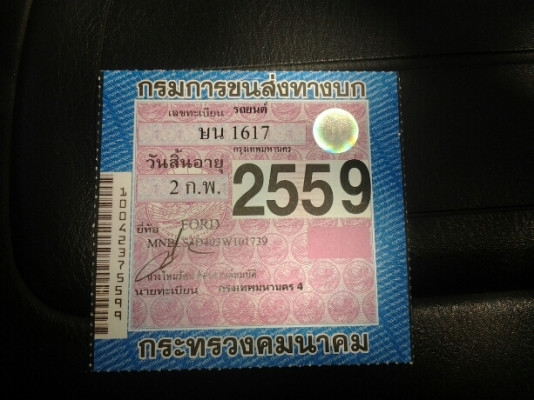 กรมการขนส่งทางบก
เลขทะเบียน รถยนต์
ษน 1617
กรุงเทพมหานคร
วันสิ้นอายุ
2 ก.พ. 2559
ยี่ห้อ FORD
นายทะเบียน กรุงเทพมหานคร 4
กระทรวงคมนาคม
10042375599